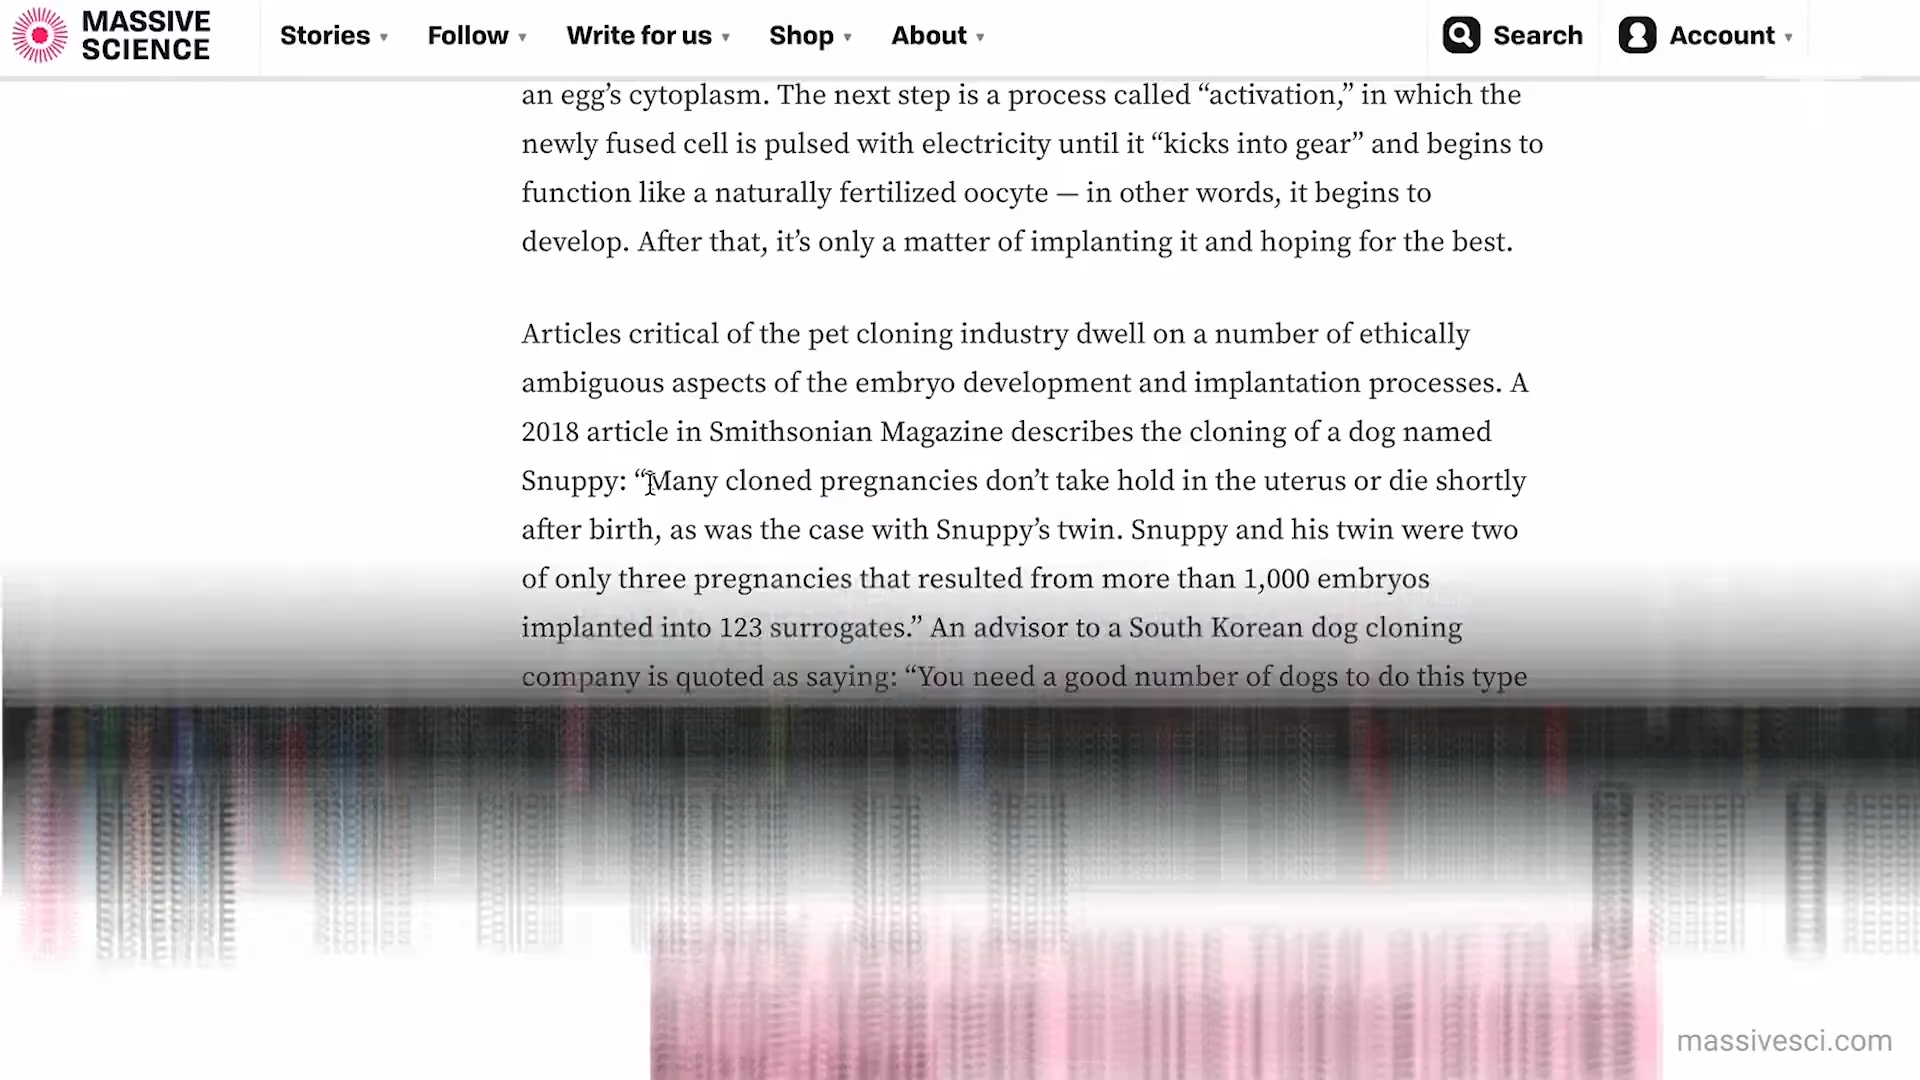 MASSIVE
SCIENCE
Stories
Follow
Write for us
Shop
About
Search
Account
an egg’s cytoplasm. The next step is a process called “activation,” in which the
newly fused cell is pulsed with electricity until it “kicks into gear” and begins to
function like a naturally fertilized oocyte — in other words, it begins to
develop. After that, it’s only a matter of implanting it and hoping for the best.
Articles critical of the pet cloning industry dwell on a number of ethically
ambiguous aspects of the embryo development and implantation processes. A
2018 article in Smithsonian Magazine describes the cloning of a dog named
Snuppy: “Many cloned pregnancies don’t take hold in the uterus or die shortly
after birth, as was the case with Snuppy’s twin. Snuppy and his twin were two
of only three pregnancies that resulted from more than 1,000 embryos
implanted into 123 surrogates.” An advisor to a South Korean dog cloning
company is quoted as saying: “You need a good number of dogs to do this type
massivesci.com